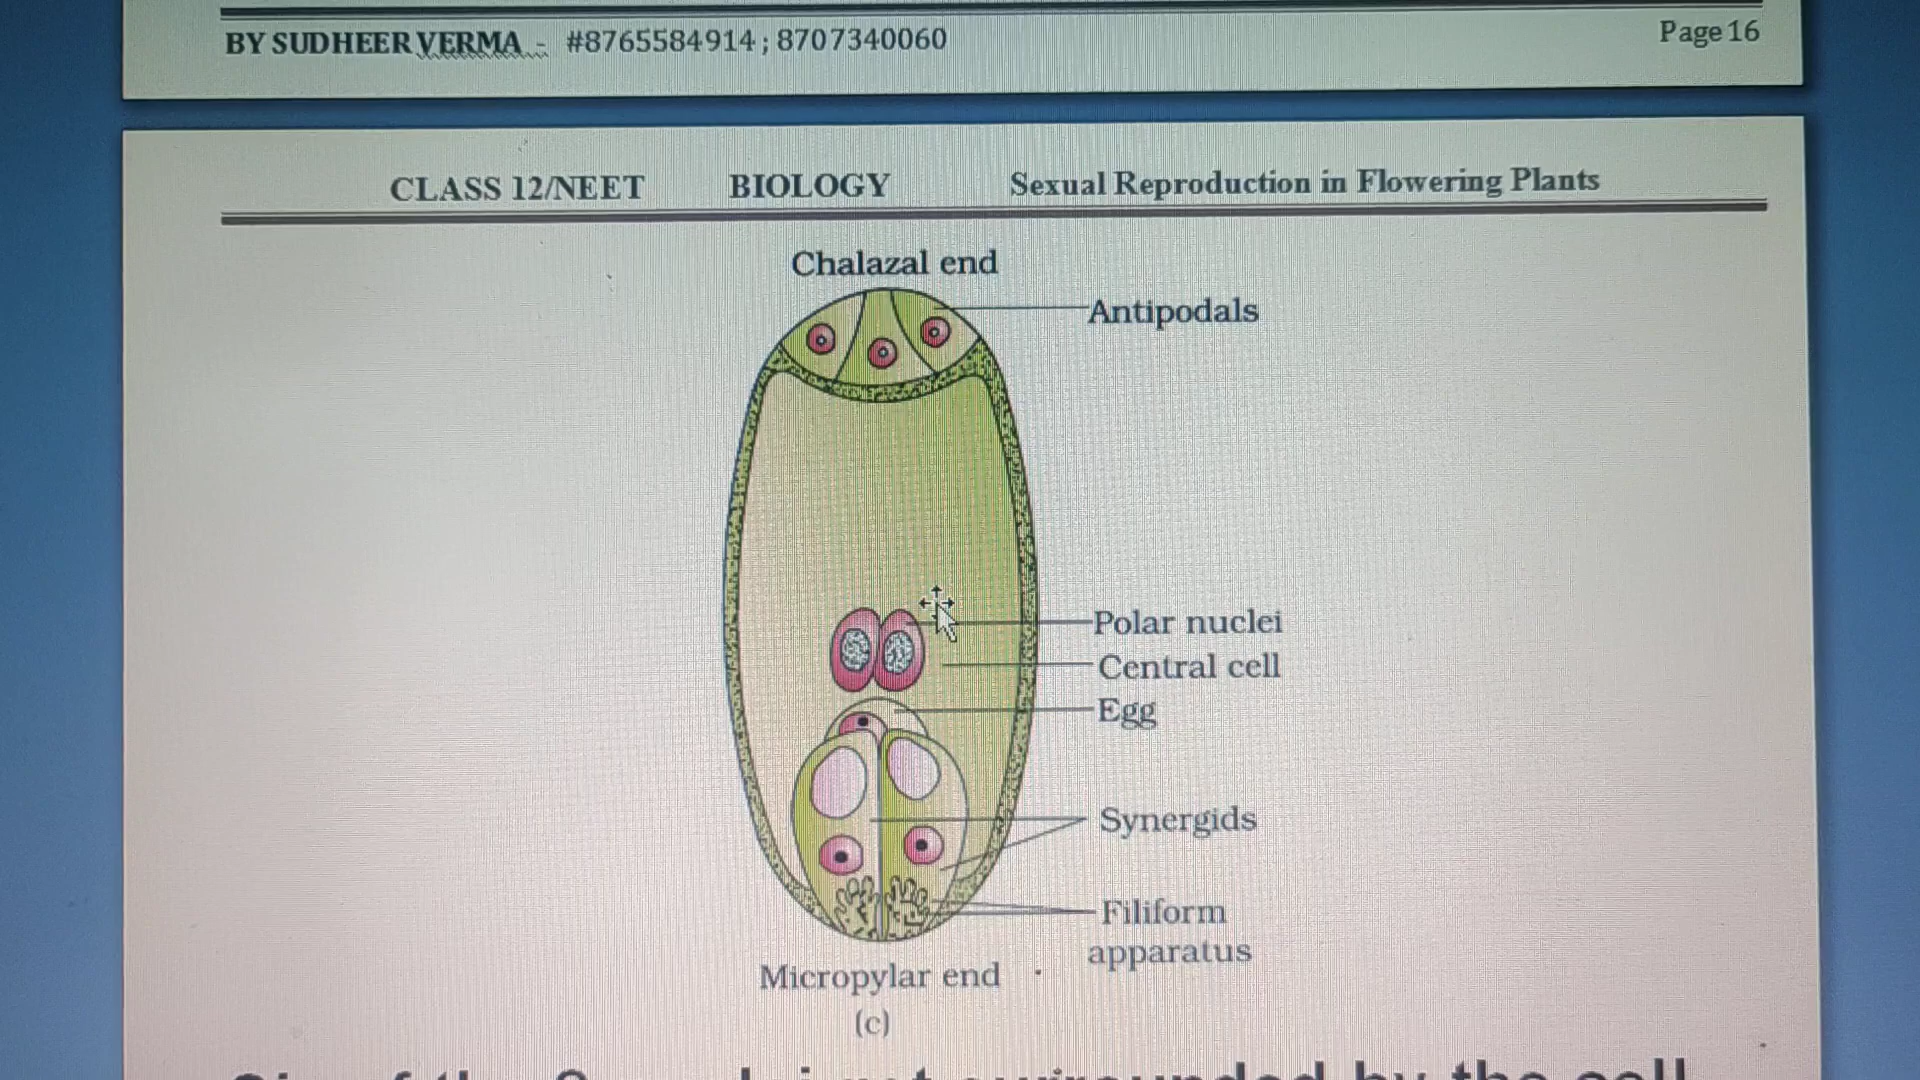 BY SUDHEER VERMA - #8765584914 ; 8707340060 Page 16
CLASS 12/NEET BIOLOGY Sexual Reproduction in Flowering Plants
Chalazal end
Antipodals
Polar nuclei
Central cell
Egg
Synergids
Filiform
apparatus
Micropylar end
(c)